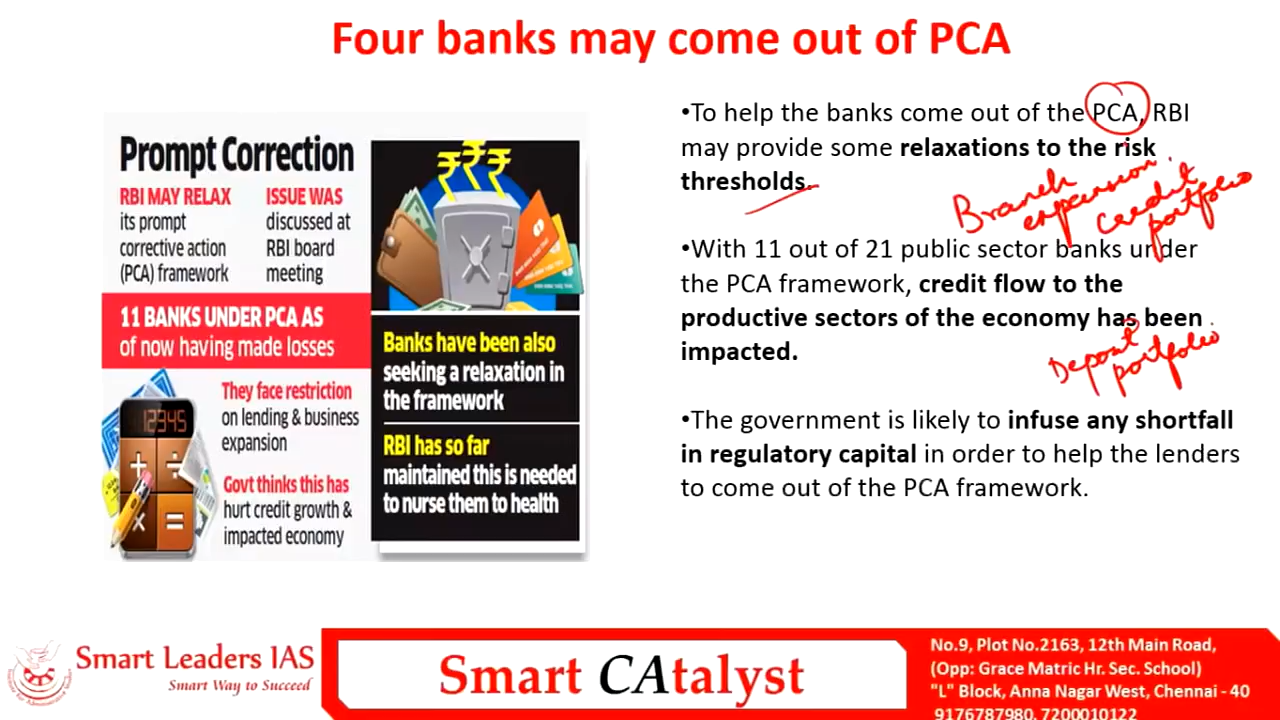 Four banks may come out of PCA
Prompt Correction
RBI MAY RELAX
its prompt
corrective action
(PCA) framework
ISSUE WAS
discussed at
RBI board
meeting
11 BANKS UNDER PCA AS
of now having made losses
They face restriction
on lending & business
expansion
Govt thinks this has
hurt credit growth &
impacted economy
12345
Banks have been also
seeking a relaxation in
the framework
RBI has so far
maintained this is needed
to nurse them to health
•To help the banks come out of the PCA, RBI
may provide some relaxations to the risk
thresholds.
Branch
expansion
Credit
portfolio
•With 11 out of 21 public sector banks under
the PCA framework, credit flow to the
productive sectors of the economy has been
impacted.
Deposit
portfolio
•The government is likely to infuse any shortfall
in regulatory capital in order to help the lenders
to come out of the PCA framework.
Smart Leaders IAS
Smart Way to Succeed
Smart CAtalyst
No.9, Plot No.2163, 12th Main Road,
(Opp: Grace Matric Hr. Sec. School)
"L" Block, Anna Nagar West, Chennai - 40
9176787980, 7200010122